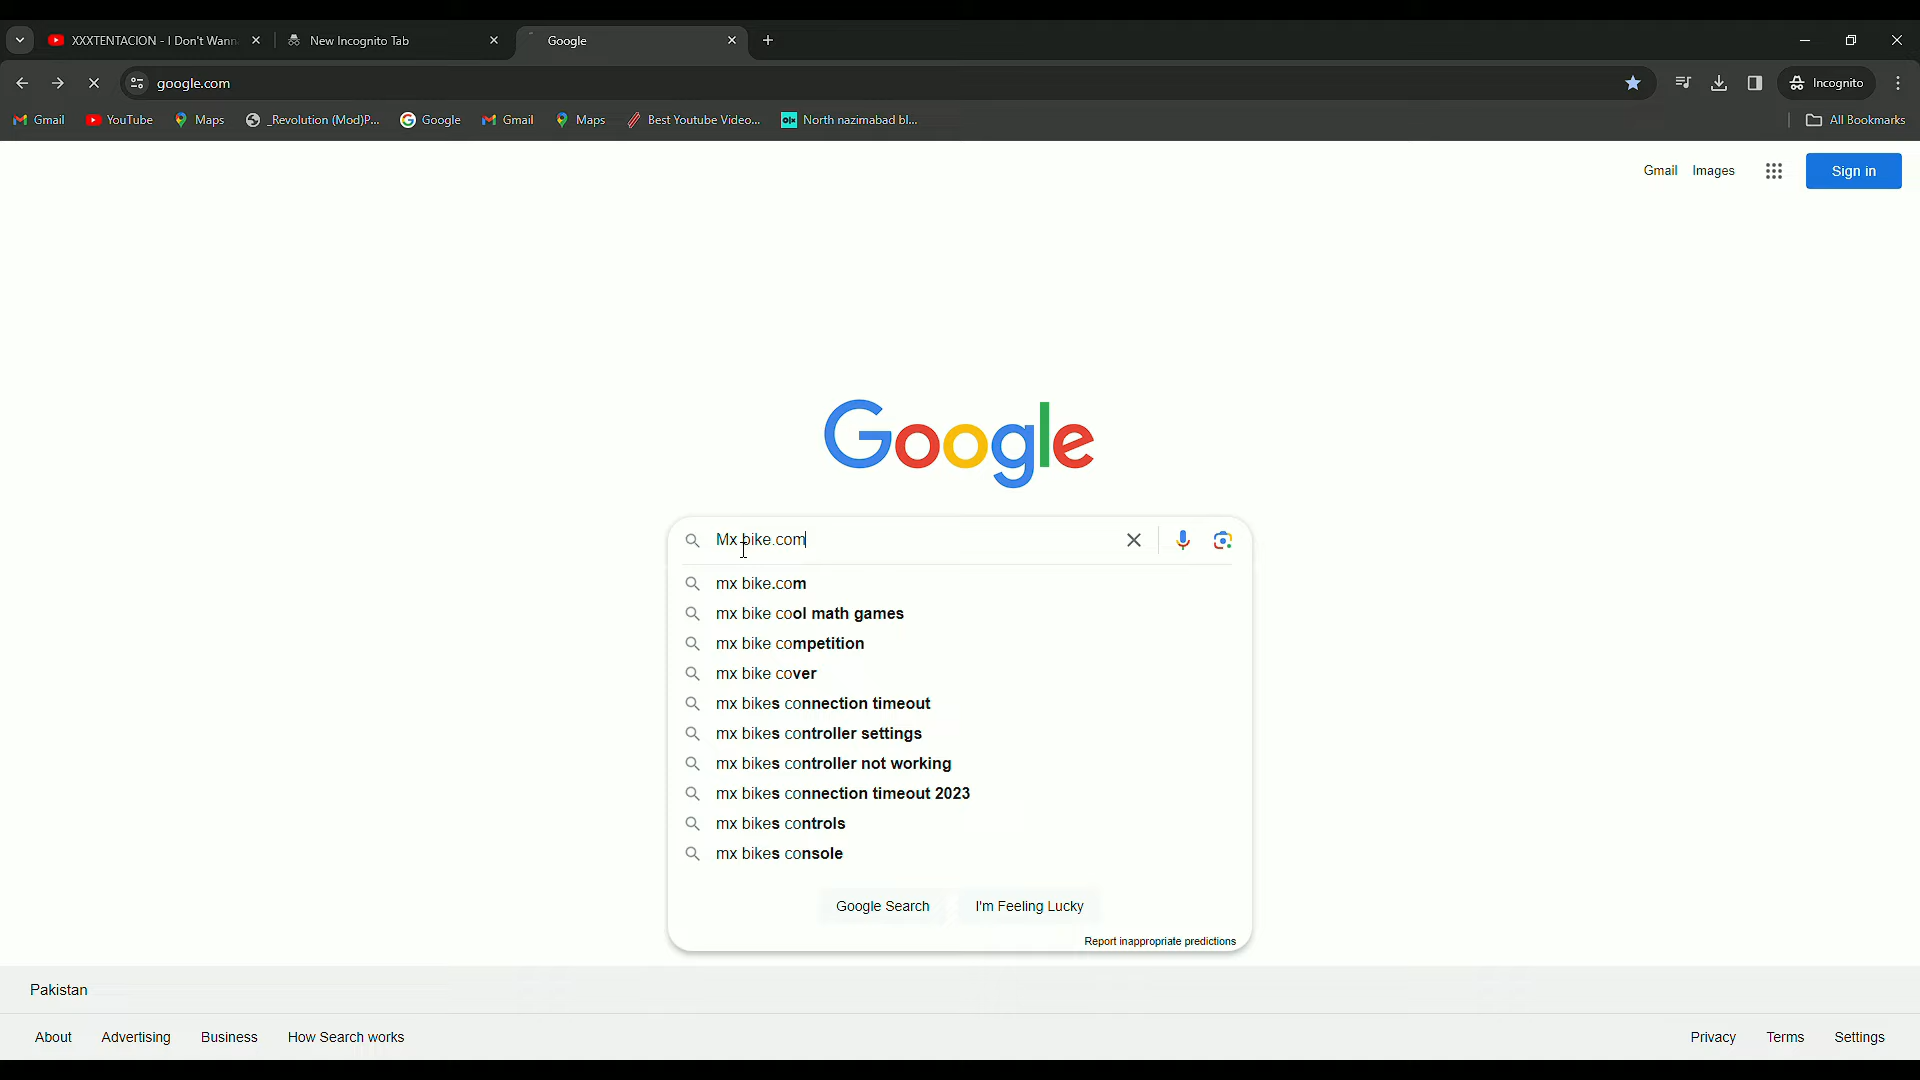 XXXTENTACION - I Don't Wann
New Incognito Tab
Google
google.com
Incognito
Gmail
YouTube
Maps
_Revolution (Mod)P...
Google
Gmail
Maps
Best Youtube Video...
North nazimabad bl...
All Bookmarks
Gmail
Images
Sign in
Google
Mx bike.com
mx bike.com
mx bike cool math games
mx bike competition
mx bike cover
mx bikes connection timeout
mx bikes controller settings
mx bikes controller not working
mx bikes connection timeout 2023
mx bikes controls
mx bikes console
Google Search
I'm Feeling Lucky
Report inappropriate predictions
Pakistan
About
Advertising
Business
How Search works
Privacy
Terms
Settings